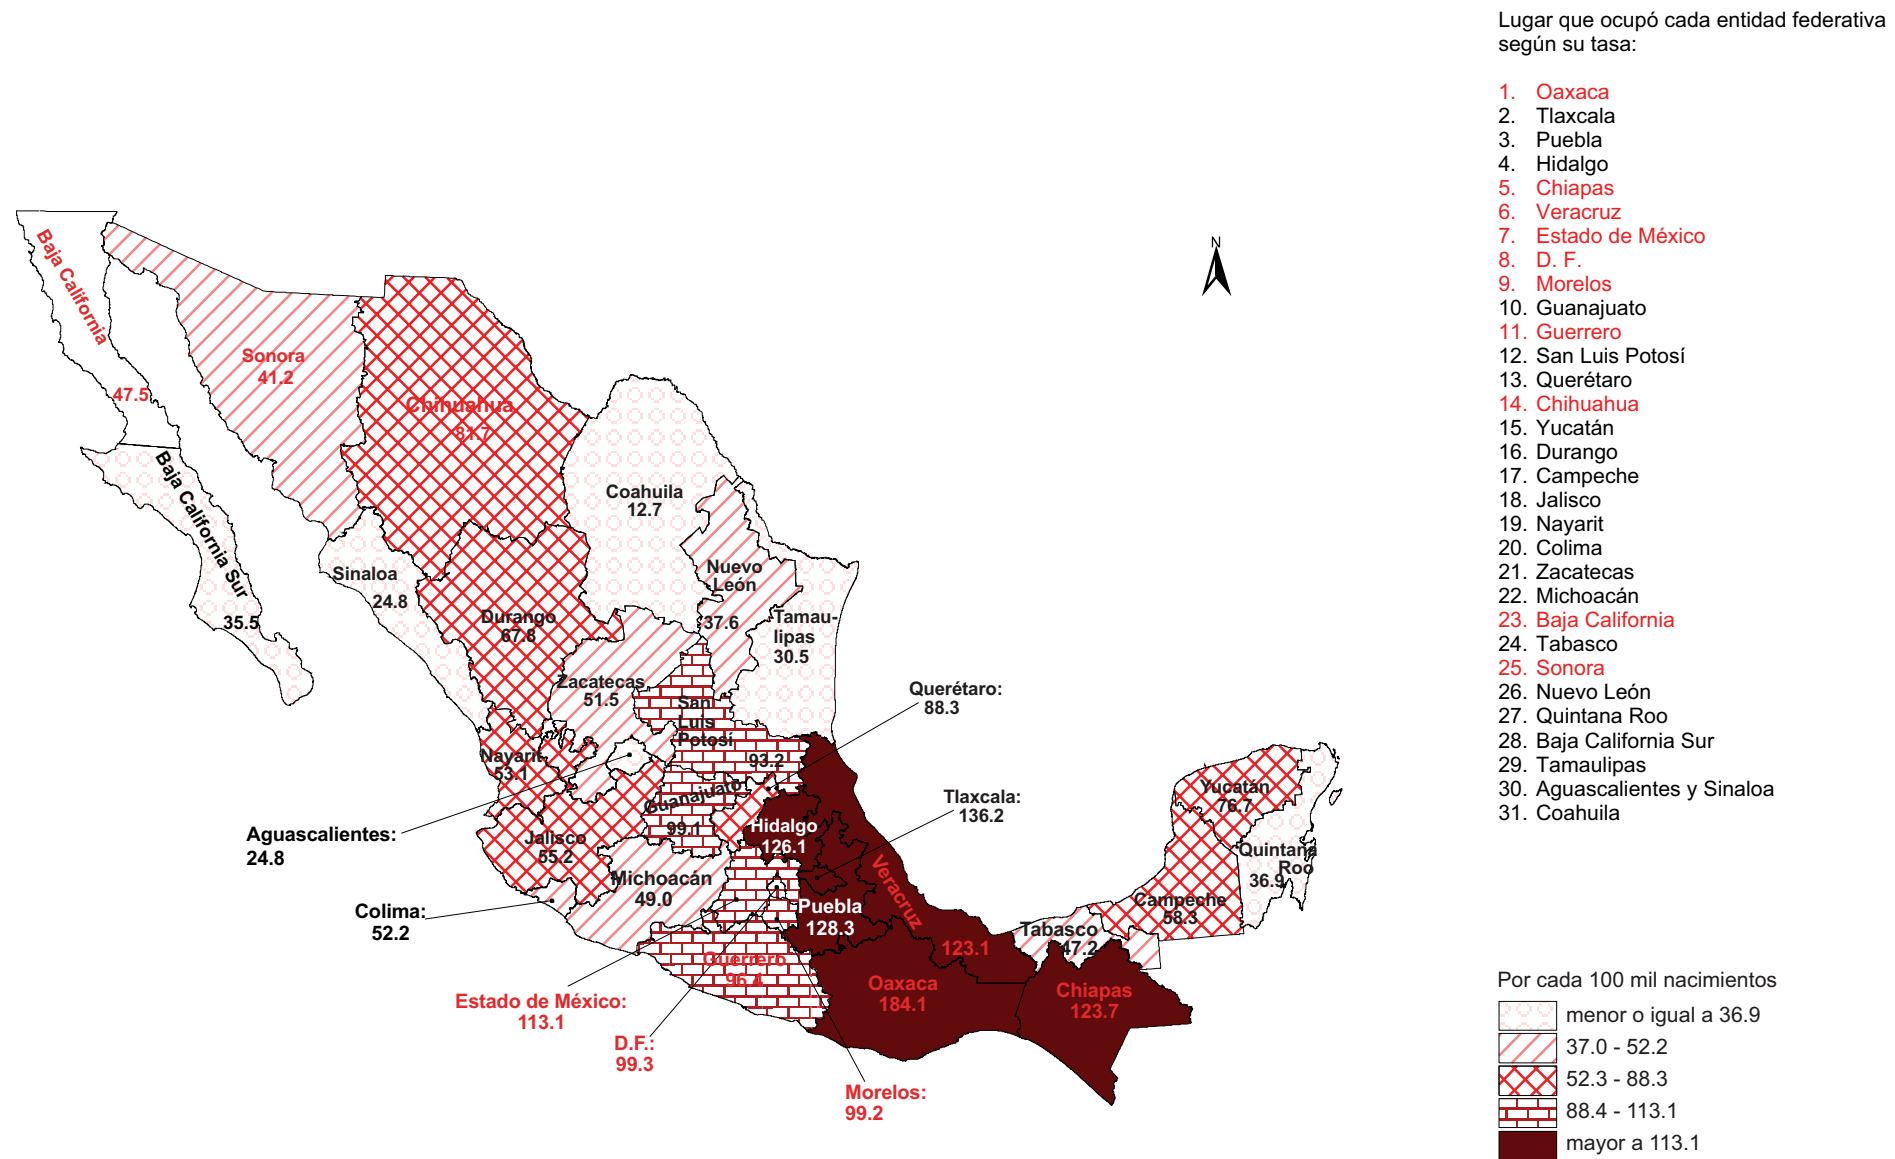 Lugar que ocupó cada entidad federativa
según su tasa:
1. Oaxaca
2. Tlaxcala
3. Puebla
4. Hidalgo
5. Chiapas
6. Veracruz
7. Estado de México
8. D. F.
9. Morelos
10. Guanajuato
11. Guerrero
12. San Luis Potosí
13. Querétaro
14. Chihuahua
15. Yucatán
16. Durango
17. Campeche
18. Jalisco
19. Nayarit
20. Colima
21. Zacatecas
22. Michoacán
23. Baja California
24. Tabasco
25. Sonora
26. Nuevo León
27. Quintana Roo
28. Baja California Sur
29. Tamaulipas
30. Aguascalientes y Sinaloa
31. Coahuila
N
Baja California
47.5
Sonora
41.2
Chihuahua
81.7
Baja California Sur
35.5
Coahuila
12.7
Sinaloa
24.8
Durango
67.8
Nuevo
León
37.6
Tamau-
lipas
30.5
Zacatecas
51.5
San
Luis
Potosí
93.2
Querétaro:
88.3
Nayarit
53.1
Guanajuato
99.1
Tlaxcala:
136.2
Aguascalientes:
24.8
Jalisco
55.2
Hidalgo
126.1
Veracruz
123.1
Michoacán
49.0
Puebla
128.3
Colima:
52.2
Yucatán
76.7
Quintana
Roo
36.9
Campeche
58.3
Tabasco
47.2
Guerrero
96.4
Oaxaca
184.1
Chiapas
123.7
Estado de México:
113.1
D.F.:
99.3
Morelos:
99.2
Por cada 100 mil nacimientos
menor o igual a 36.9
37.0 - 52.2
52.3 - 88.3
88.4 - 113.1
mayor a 113.1